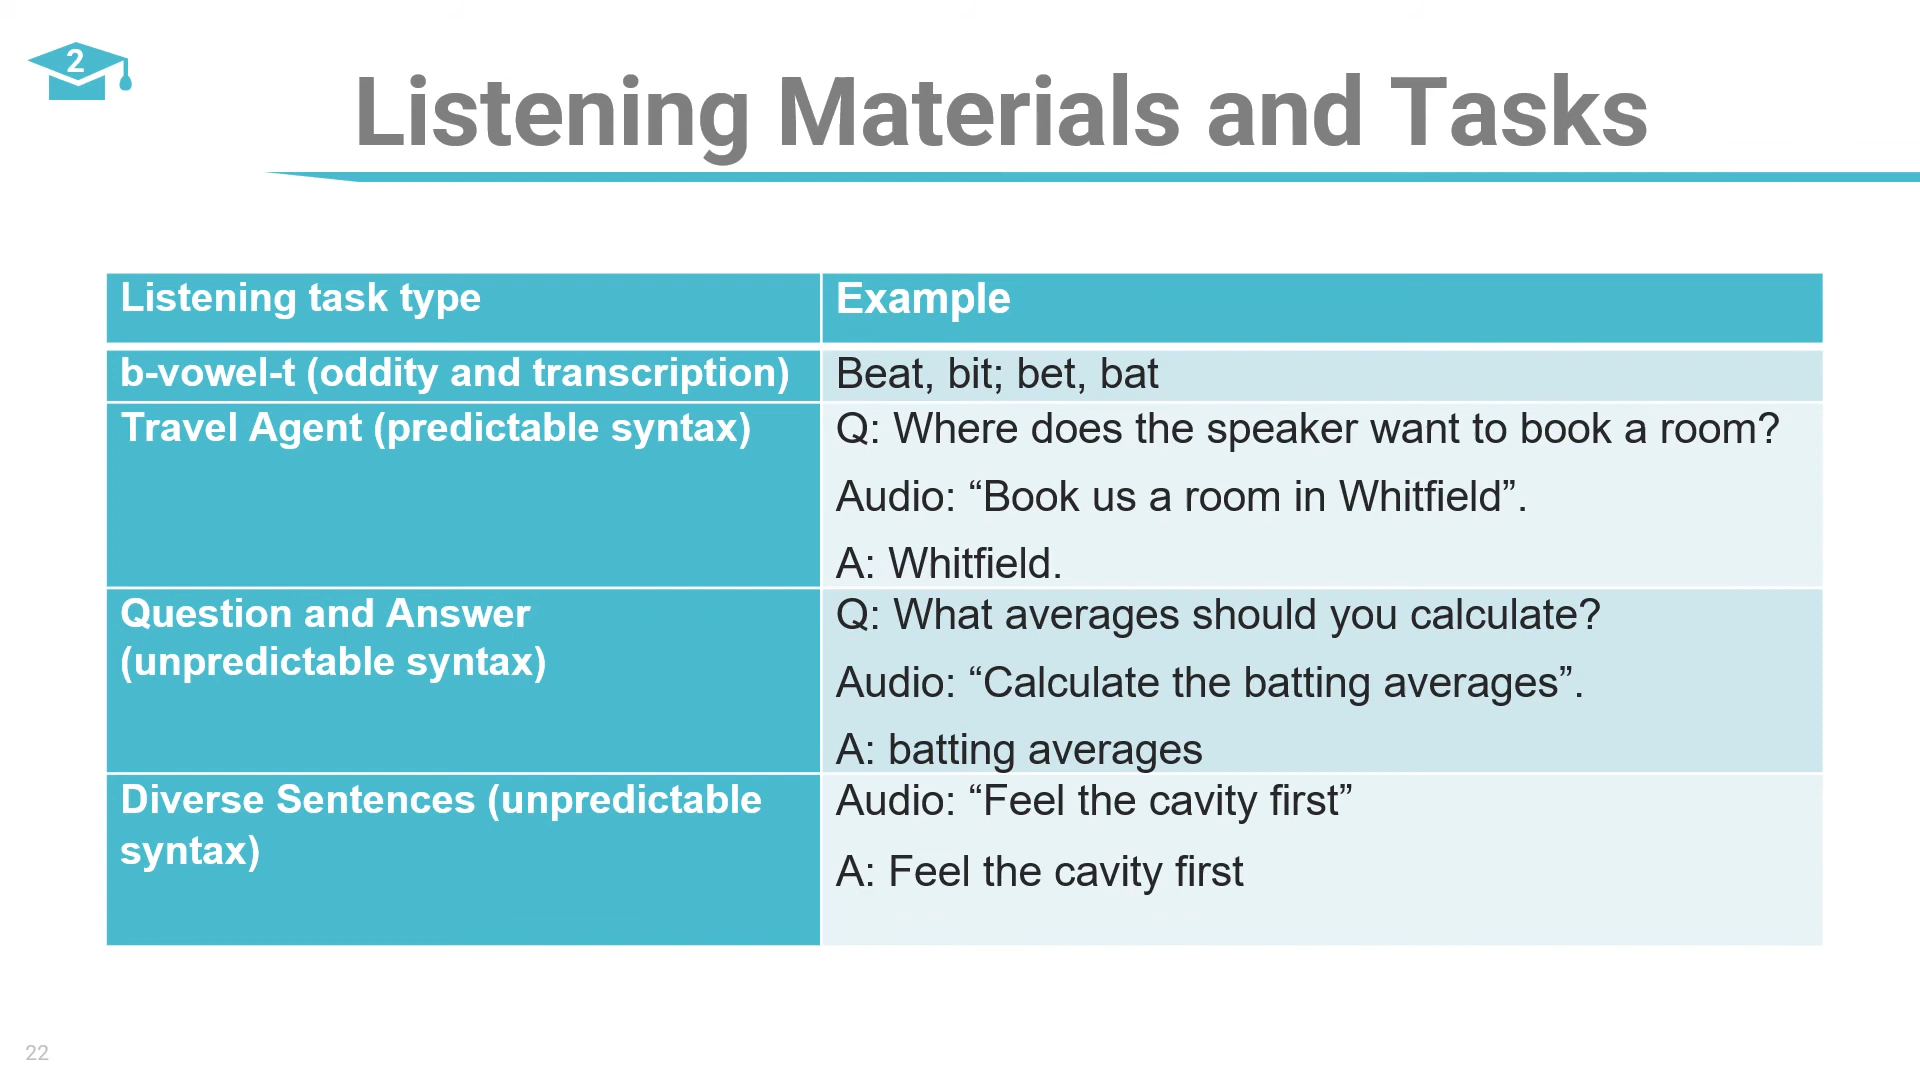 2
Listening Materials and Tasks
Listening task type
Example
b-vowel-t (oddity and transcription)
Beat, bit; bet, bat
Travel Agent (predictable syntax)
Q: Where does the speaker want to book a room?
Audio: “Book us a room in Whitfield”.
A: Whitfield.
Question and Answer
(unpredictable syntax)
Q: What averages should you calculate?
Audio: “Calculate the batting averages”.
A: batting averages
Diverse Sentences (unpredictable
syntax)
Audio: “Feel the cavity first”
A: Feel the cavity first
22